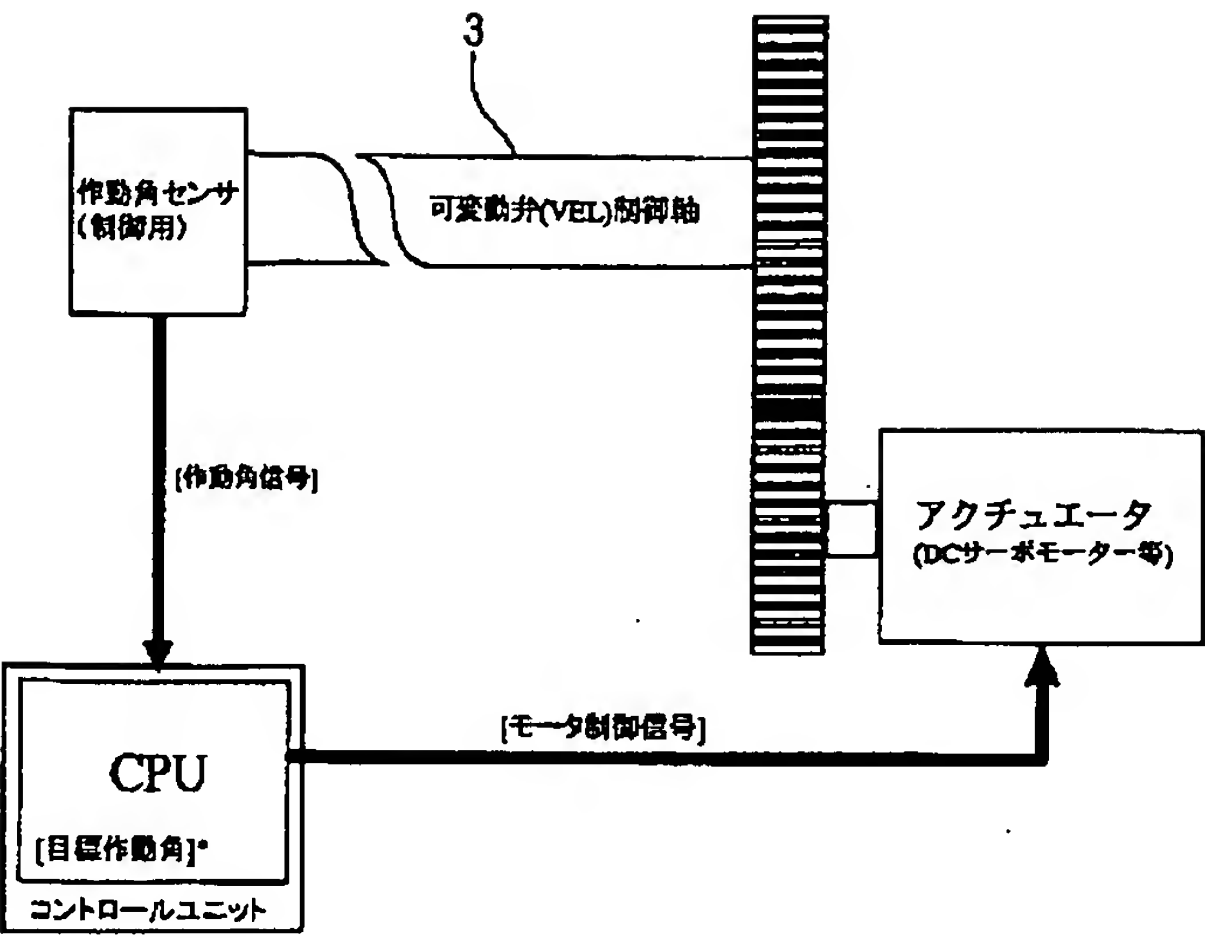 3
作動角センサ
(制御用)
可変動弁(VEL)制御軸
[作動角信号]
アクチュエータ
(DCサーボモーター等)
[モータ制御信号]
CPU
[目標作動角]*
コントロールユニット